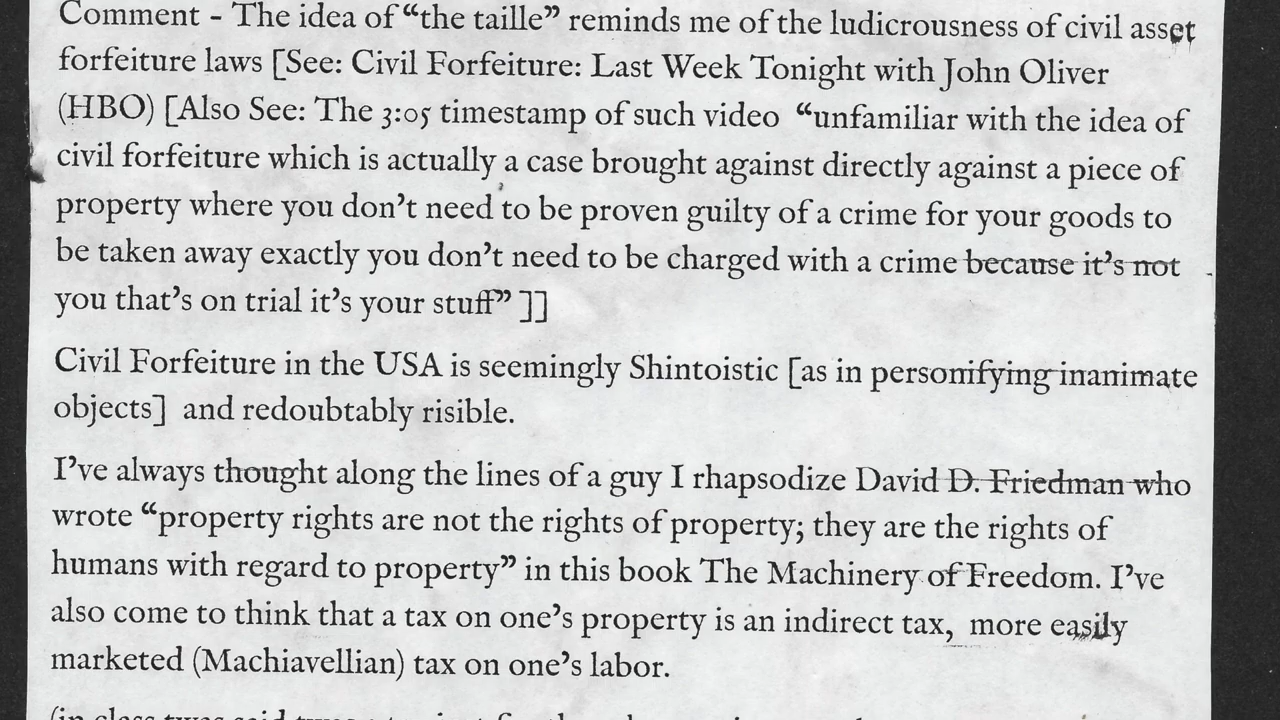 Comment - The idea of “the taille” reminds me of the ludicrousness of civil asset
forfeiture laws [See: Civil Forfeiture: Last Week Tonight with John Oliver
(HBO) [Also See: The 3:05 timestamp of such video “unfamiliar with the idea of
civil forfeiture which is actually a case brought against directly against a piece of
property where you don’t need to be proven guilty of a crime for your goods to
be taken away exactly you don’t need to be charged with a crime because it’s not
you that’s on trial it’s your stuff” ]]
Civil Forfeiture in the USA is seemingly Shintoistic [as in personifying inanimate
objects] and redoubtably risible.
I’ve always thought along the lines of a guy I rhapsodize David D. Friedman who
wrote “property rights are not the rights of property; they are the rights of
humans with regard to property” in this book The Machinery of Freedom. I’ve
also come to think that a tax on one’s property is an indirect tax, more easily
marketed (Machiavellian) tax on one’s labor.
(in class twas said